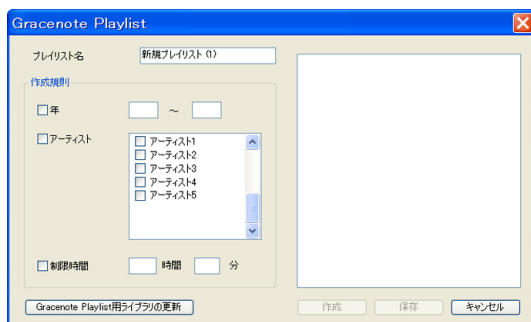 Gracenote Playlist
プレイリスト名 新規プレイリスト (1)
作成規則
年 ～
アーティスト
アーティスト1
アーティスト2
アーティスト3
アーティスト4
アーティスト5
制限時間 時間 分
Gracenote Playlist用ライブラリの更新 作成 保存 キャンセル